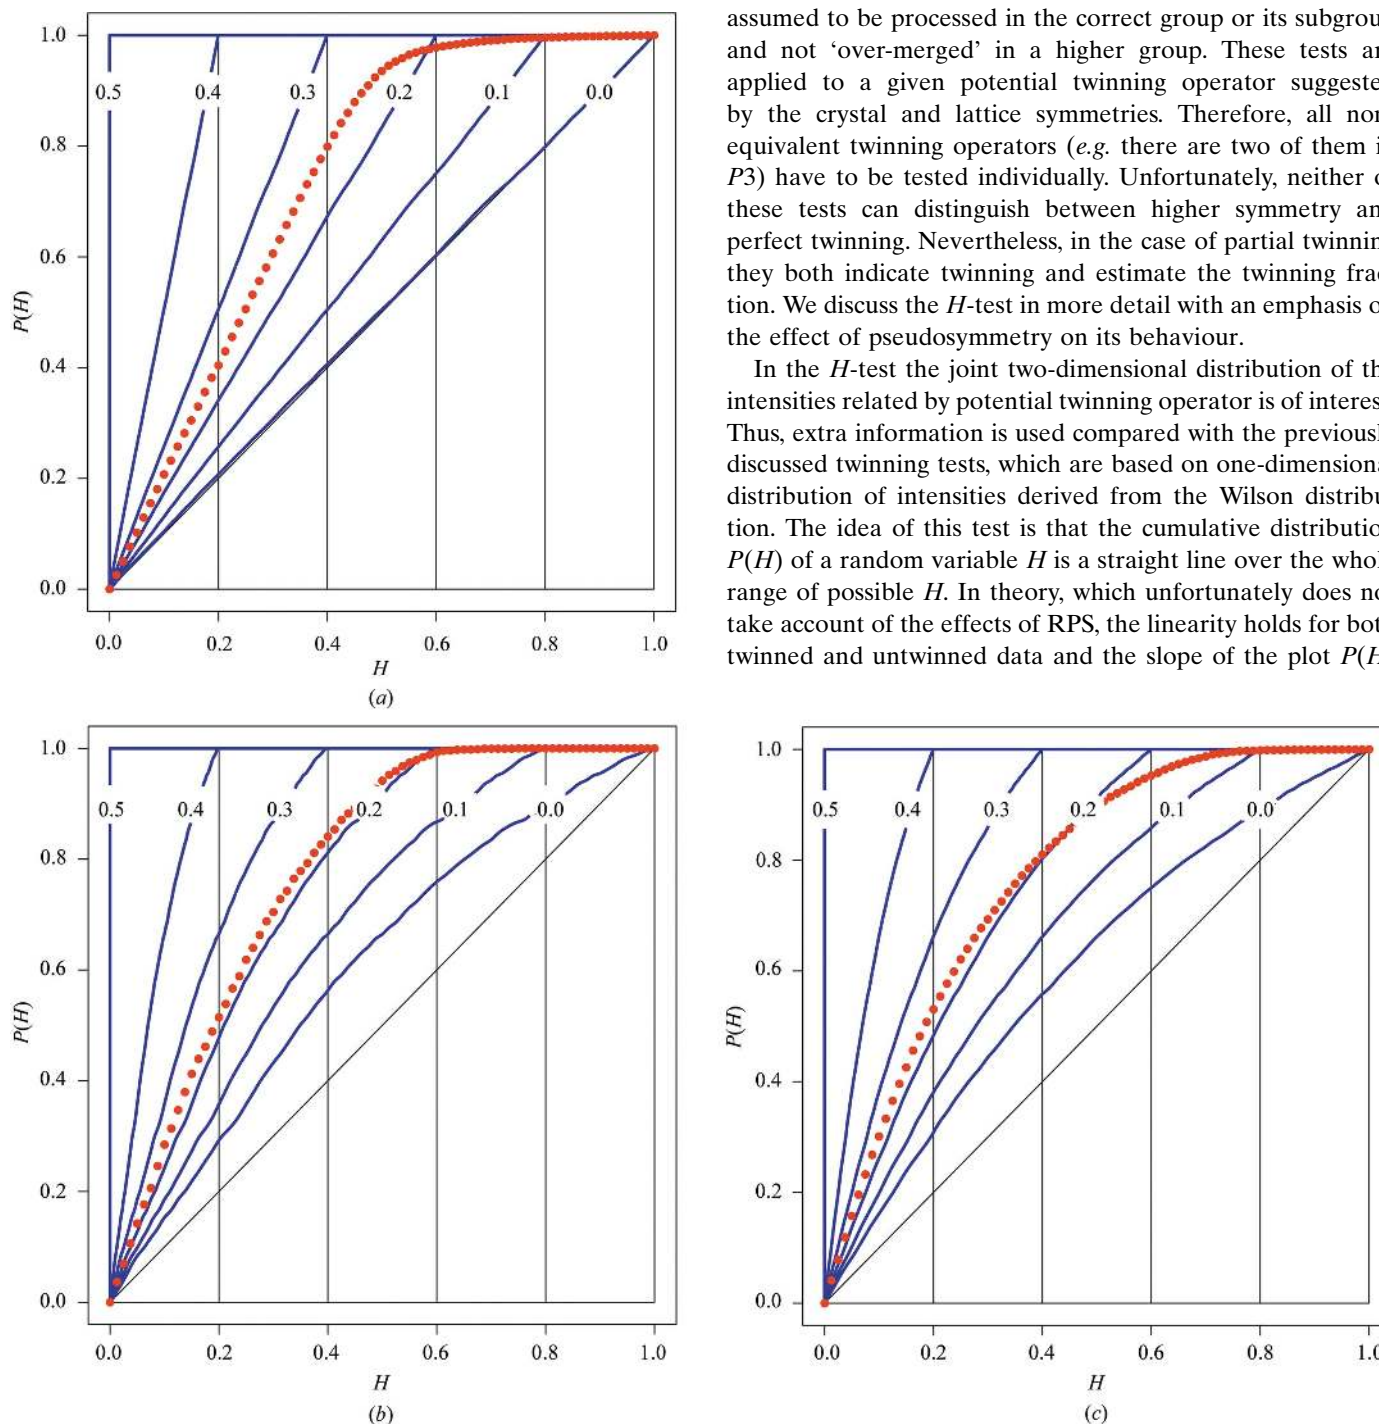 1.0
0.8
0.6
0.4
0.2
0.0
P(H)
0.5
0.4
0.3
0.2
0.1
0.0
0.0 0.2 0.4 0.6 0.8 1.0
H
(a)
assumed to be processed in the correct group or its subgrou
and not ‘over-merged’ in a higher group. These tests ar
applied to a given potential twinning operator suggeste
by the crystal and lattice symmetries. Therefore, all non
equivalent twinning operators (e.g. there are two of them i
P3) have to be tested individually. Unfortunately, neither o
these tests can distinguish between higher symmetry an
perfect twinning. Nevertheless, in the case of partial twinnin
they both indicate twinning and estimate the twinning frac
tion. We discuss the H-test in more detail with an emphasis o
the effect of pseudosymmetry on its behaviour.
In the H-test the joint two-dimensional distribution of th
intensities related by potential twinning operator is of interes
Thus, extra information is used compared with the previousl
discussed twinning tests, which are based on one-dimensiona
distribution of intensities derived from the Wilson distribu
tion. The idea of this test is that the cumulative distributio
P(H) of a random variable H is a straight line over the whol
range of possible H. In theory, which unfortunately does no
take account of the effects of RPS, the linearity holds for bot
twinned and untwinned data and the slope of the plot P(H
1.0
0.8
0.6
0.4
0.2
0.0
P(H)
0.5
0.4
0.3
0.2
0.1
0.0
0.0 0.2 0.4 0.6 0.8 1.0
H
(b)
1.0
0.8
0.6
0.4
0.2
0.0
P(H)
0.5
0.4
0.3
0.2
0.1
0.0
0.0 0.2 0.4 0.6 0.8 1.0
H
(c)